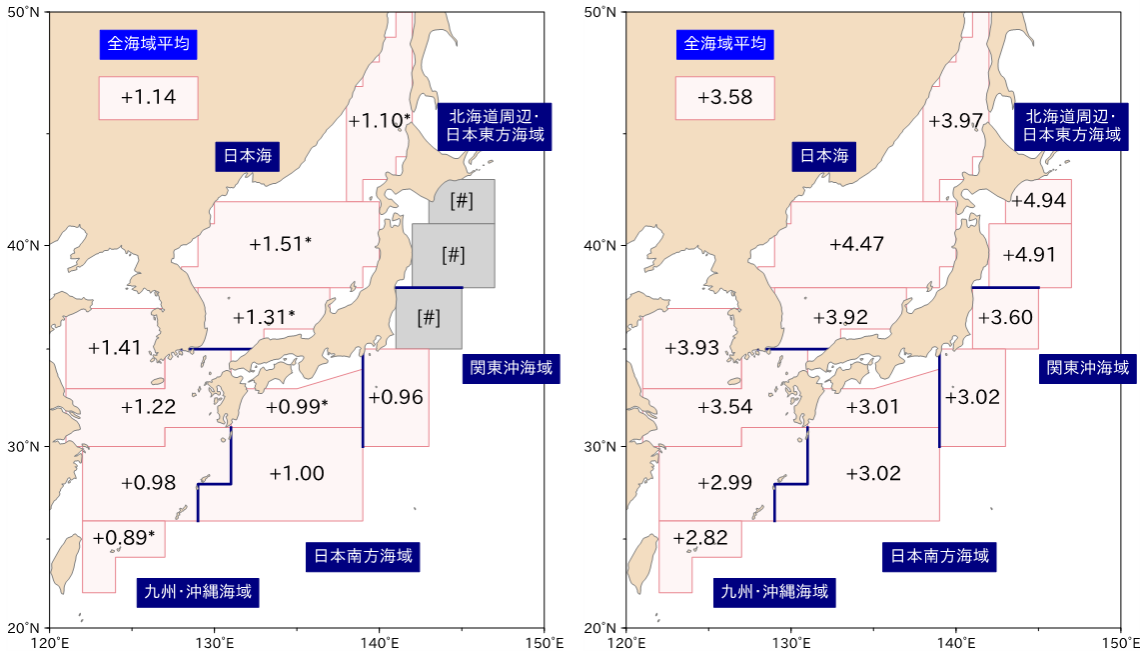 50˚N
全海域平均
+1.14
+1.10*
北海道周辺・
日本東方海域
日本海
[#]
40˚N
+1.51*
[#]
+1.31*
[#]
+1.41
関東沖海域
+1.22
+0.99*
+0.96
30˚N
+0.98
+1.00
+0.89*
日本南方海域
九州・沖縄海域
20˚N
120˚E
130˚E
140˚E
150˚E
50˚N
全海域平均
+3.58
+3.97
北海道周辺・
日本東方海域
日本海
+4.94
40˚N
+4.47
+4.91
+3.92
+3.60
+3.93
関東沖海域
+3.54
+3.01
+3.02
30˚N
+2.99
+3.02
+2.82
日本南方海域
九州・沖縄海域
20˚N
120˚E
130˚E
140˚E
150˚E